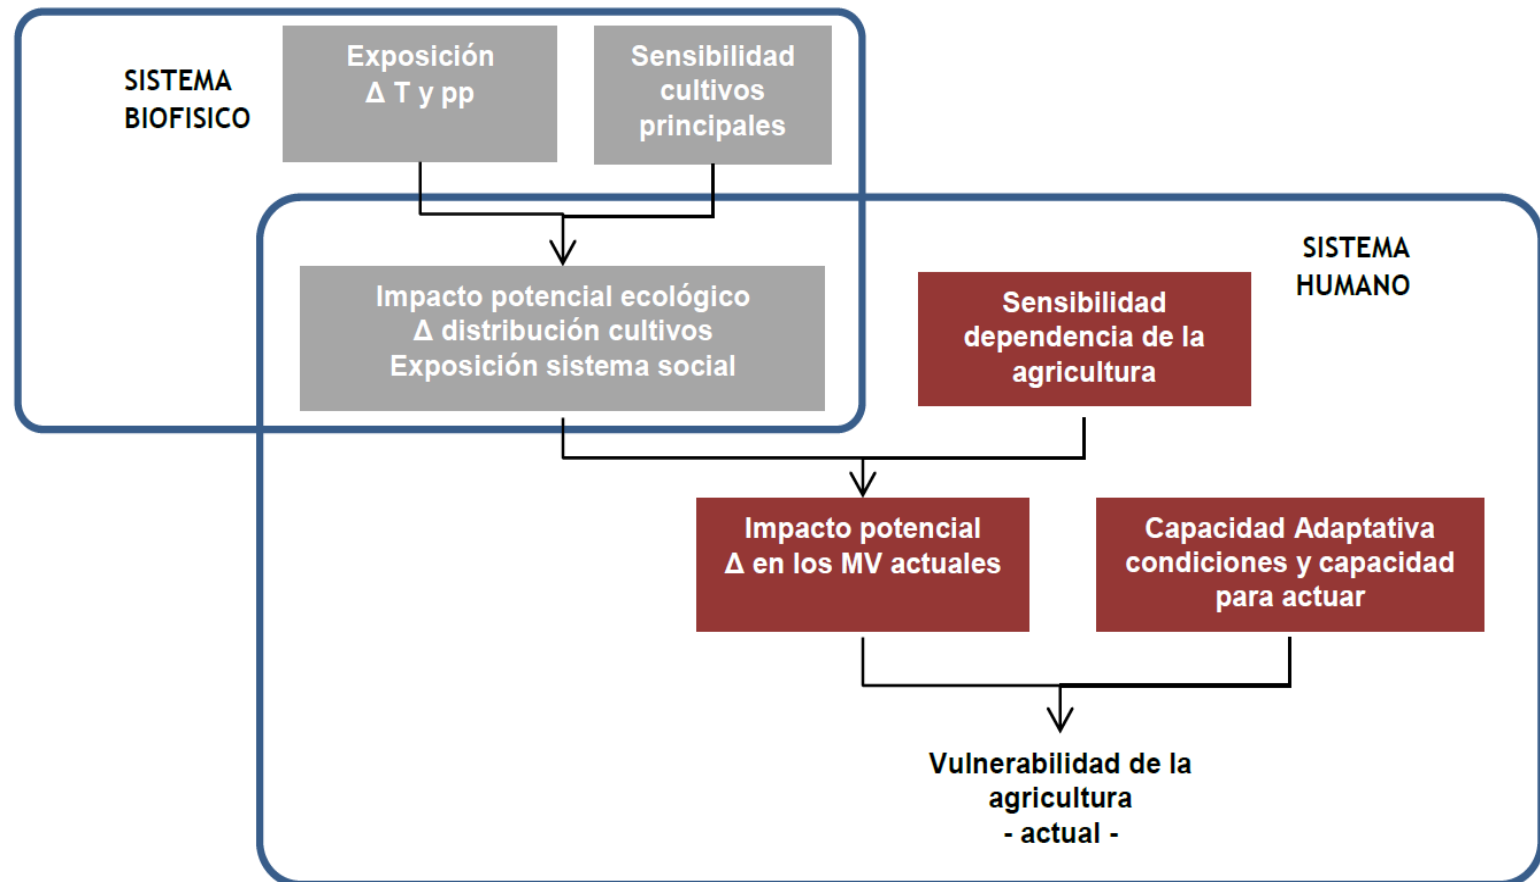 SISTEMA
BIOFISICO
Exposición
Δ T y pp
Sensibilidad
cultivos
principales
Impacto potencial ecológico
Δ distribución cultivos
Exposición sistema social
SISTEMA
HUMANO
Sensibilidad
dependencia de la
agricultura
Impacto potencial
Δ en los MV actuales
Capacidad Adaptativa
condiciones y capacidad
para actuar
Vulnerabilidad de la
agricultura
- actual -